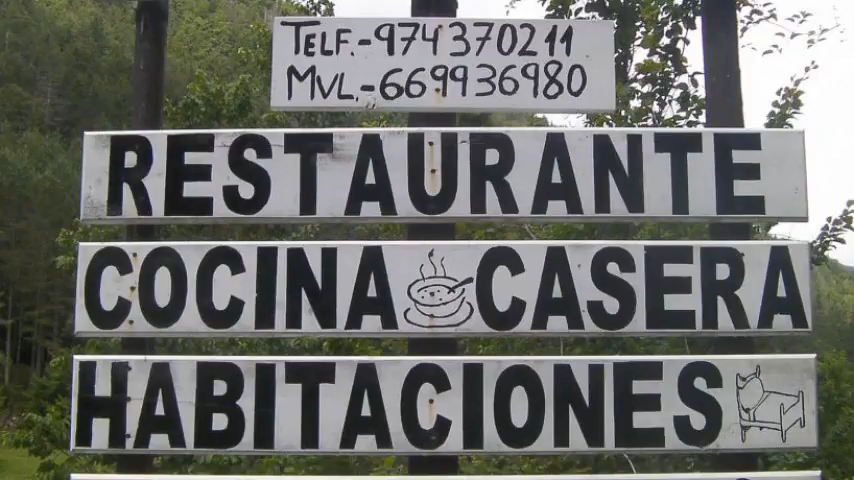 TELF.-974370211
MVL.-669936980
RESTAURANTE
COCINA CASERA
HABITACIONES